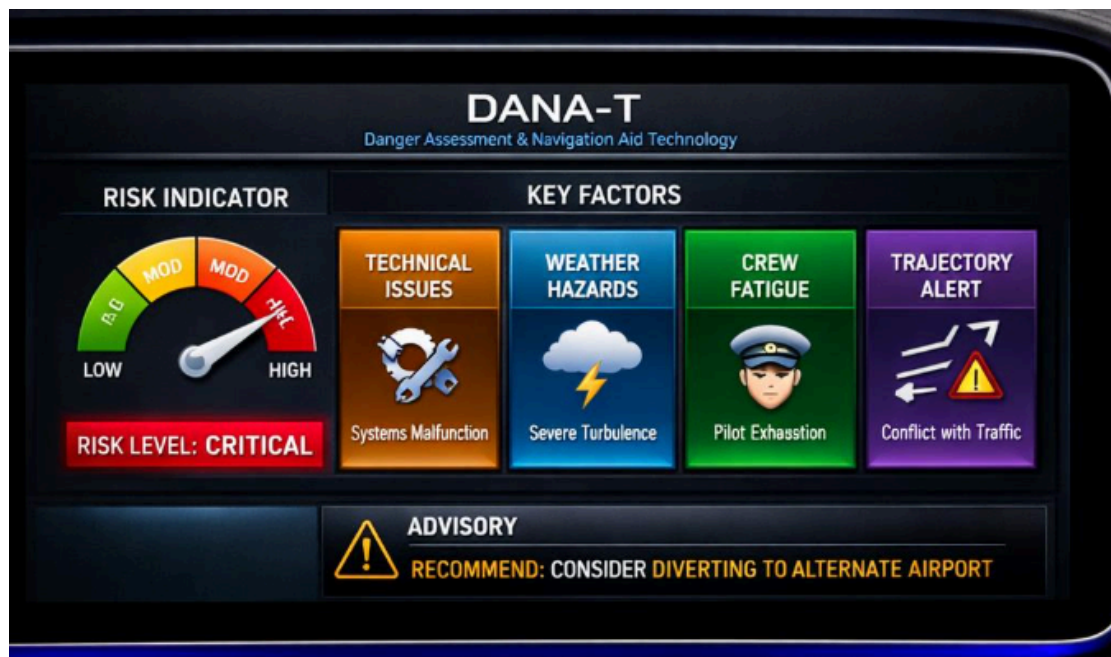 DANA-T
Danger Assessment & Navigation Aid Technology
RISK INDICATOR
MOD
MOD
LOW
HIGH
RISK LEVEL: CRITICAL
KEY FACTORS
TECHNICAL
ISSUES
Systems Malfunction
WEATHER
HAZARDS
Severe Turbulence
CREW
FATIGUE
Pilot Exhasstion
TRAJECTORY
ALERT
Conflict with Traffic
ADVISORY
RECOMMEND: CONSIDER DIVERTING TO ALTERNATE AIRPORT